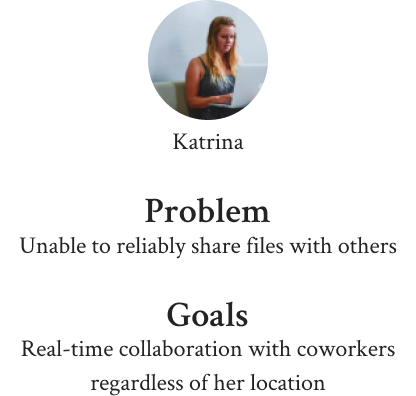 Katrina
Problem
Unable to reliably share files with others
Goals
Real-time collaboration with coworkers
regardless of her location